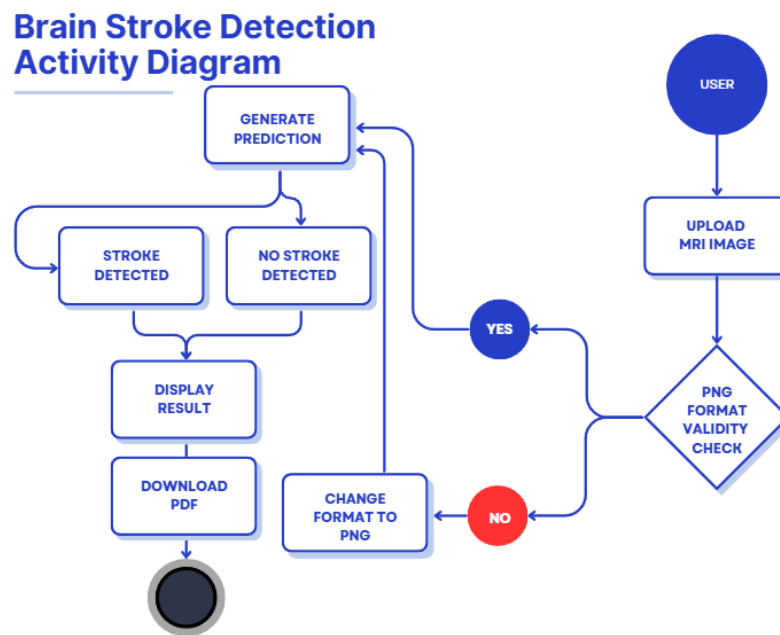 Brain Stroke Detection
Activity Diagram
USER
GENERATE
PREDICTION
UPLOAD
MRI IMAGE
STROKE
DETECTED
NO STROKE
DETECTED
YES
PNG
FORMAT
VALIDITY
CHECK
DISPLAY
RESULT
DOWNLOAD
PDF
CHANGE
FORMAT TO
PNG
NO